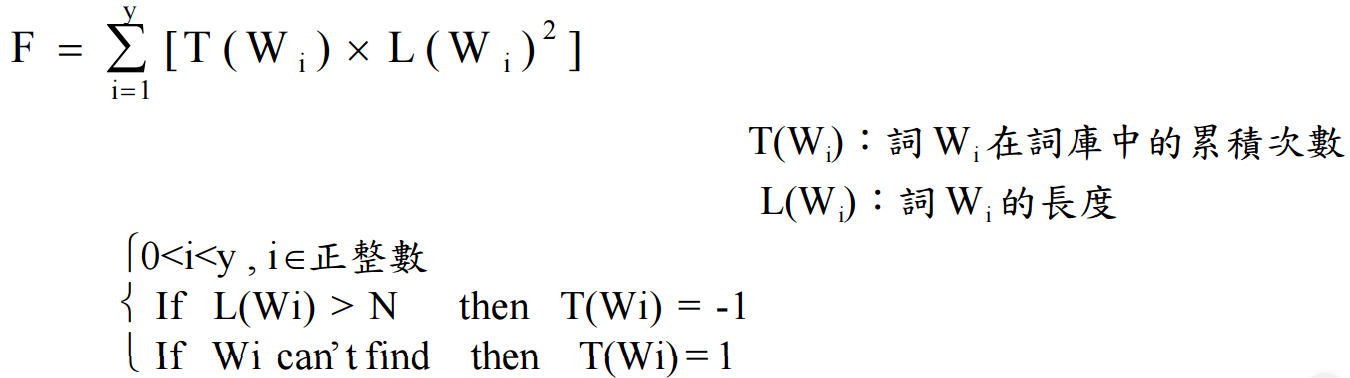 F = ∑_{i=1}^{y} [T(W_i) × L(W_i)^2]
T(W_i)：詞 W_i 在詞庫中的累積次數
L(W_i)：詞 W_i 的長度
0<i<y , i∈正整數
If L(Wi) > N then T(Wi) = -1
If Wi can't find then T(Wi) = 1